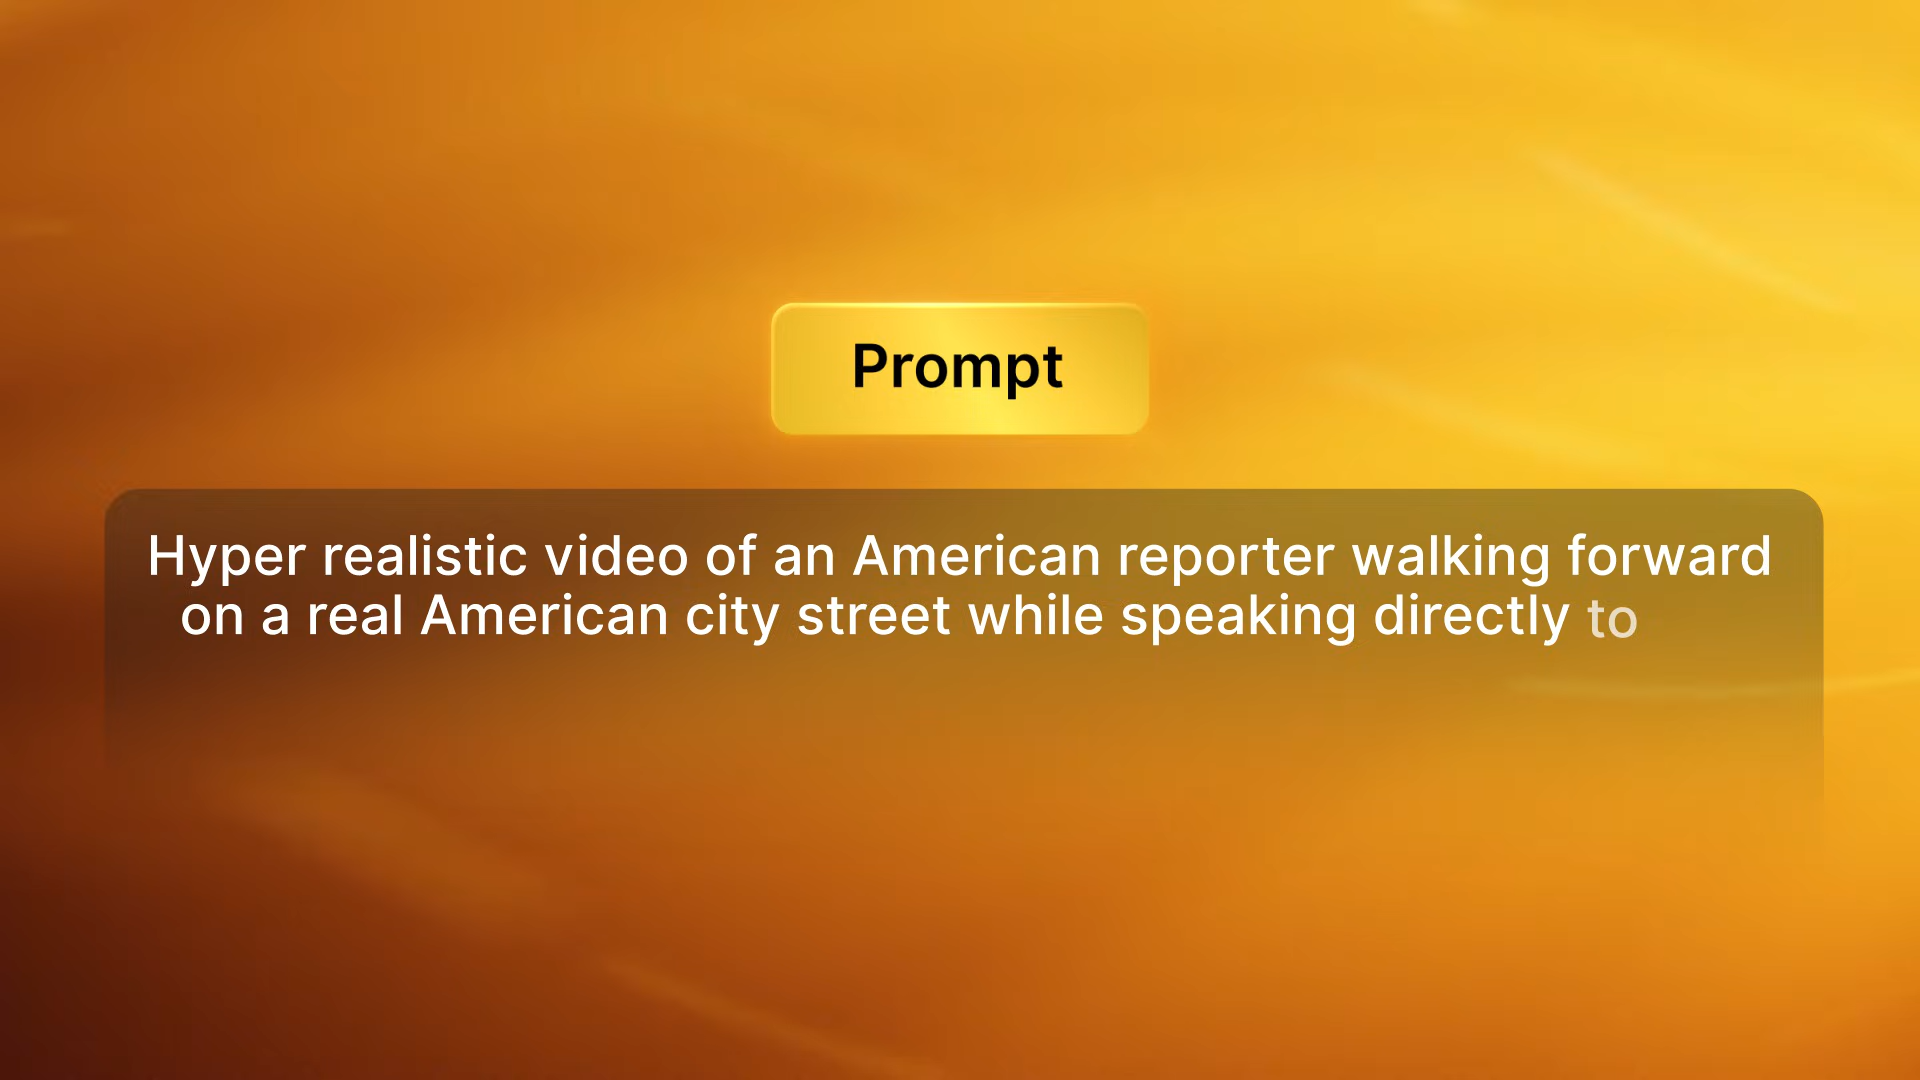 Prompt
Hyper realistic video of an American reporter walking forward
on a real American city street while speaking directly to